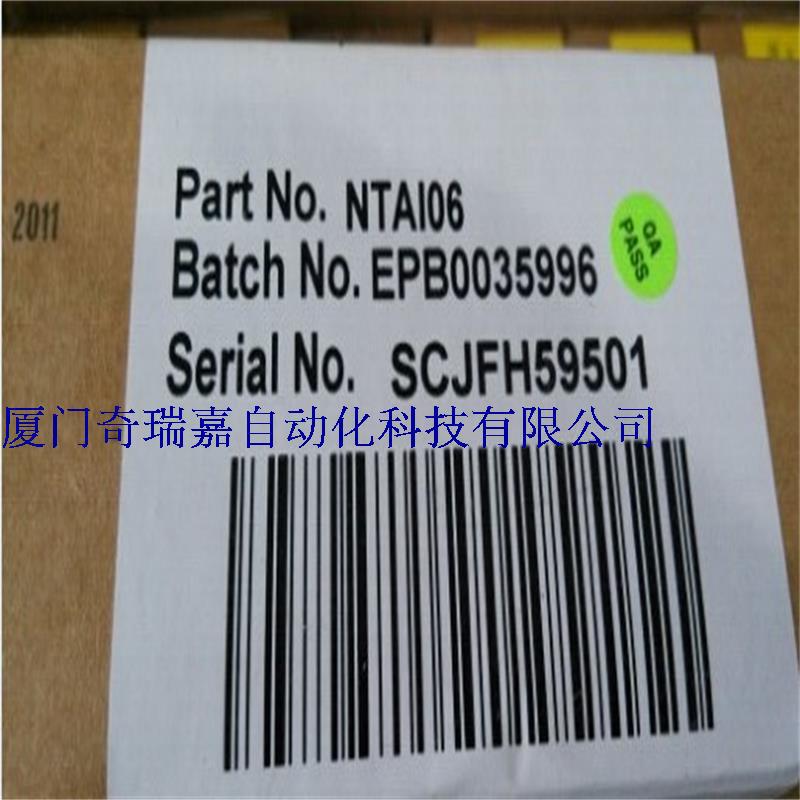 2011
Part No. NTAI06
QA
PASS
Batch No. EPB0035996
Serial No. SCJFH59501
厦门奇瑞嘉自动化科技有限公司